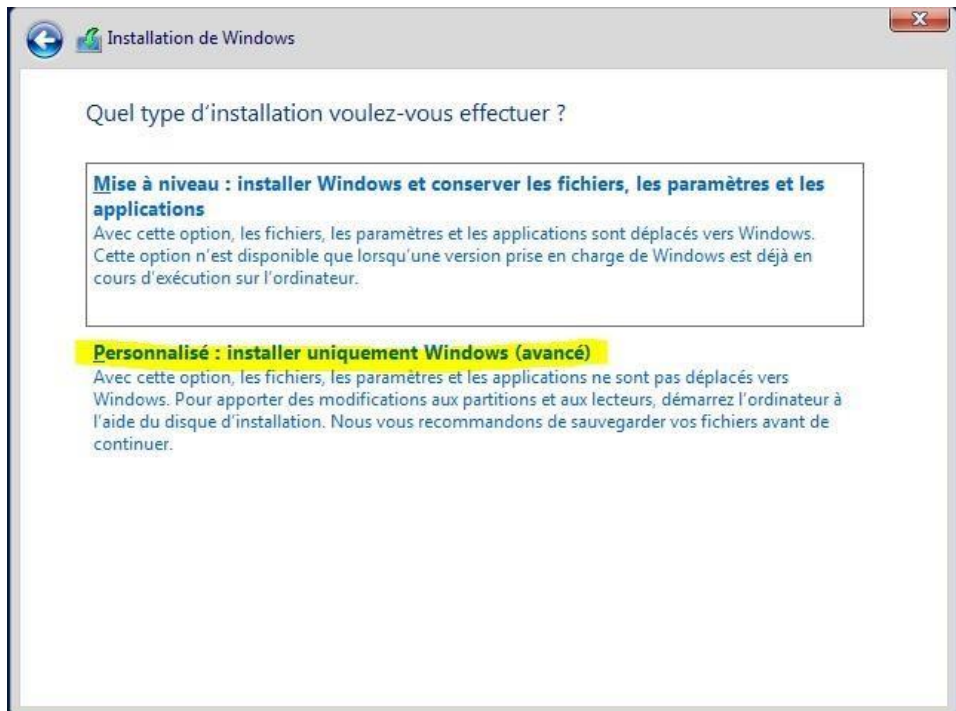 Installation de Windows
Quel type d'installation voulez-vous effectuer ?
Mise à niveau : installer Windows et conserver les fichiers, les paramètres et les
applications
Avec cette option, les fichiers, les paramètres et les applications sont déplacés vers Windows.
Cette option n'est disponible que lorsqu'une version prise en charge de Windows est déjà en
cours d'exécution sur l'ordinateur.
Personnalisé : installer uniquement Windows (avancé)
Avec cette option, les fichiers, les paramètres et les applications ne sont pas déplacés vers
Windows. Pour apporter des modifications aux partitions et aux lecteurs, démarrez l'ordinateur à
l'aide du disque d'installation. Nous vous recommandons de sauvegarder vos fichiers avant de
continuer.